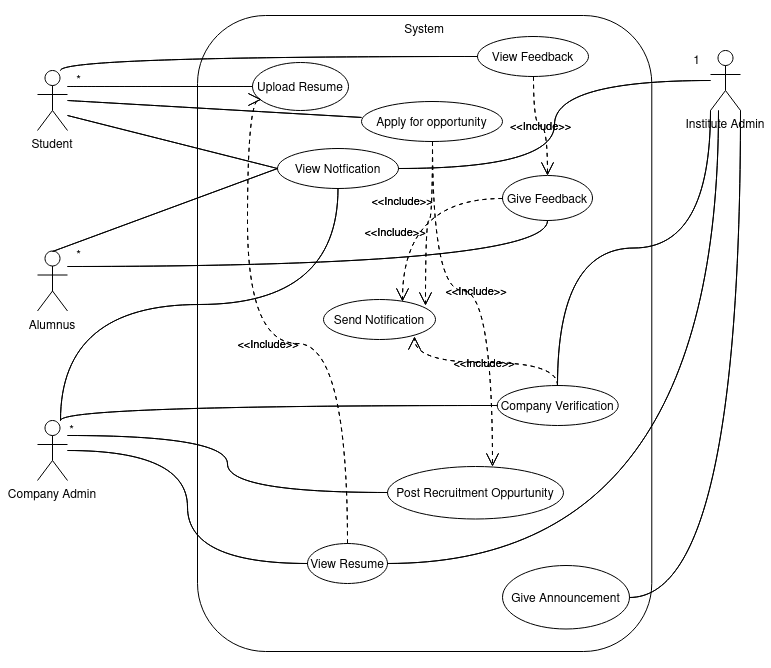 System
View Feedback
1
*
Upload Resume
Apply for opportunity
<<Include>>
Institute Admin
Student
View Notfication
<<Include>>
Give Feedback
<<Include>>
*
<<Include>>
Send Notification
Alumnus
<<Include>>
<<Include>>
Company Verification
*
Company Admin
Post Recruitment Oppurtunity
View Resume
Give Announcement